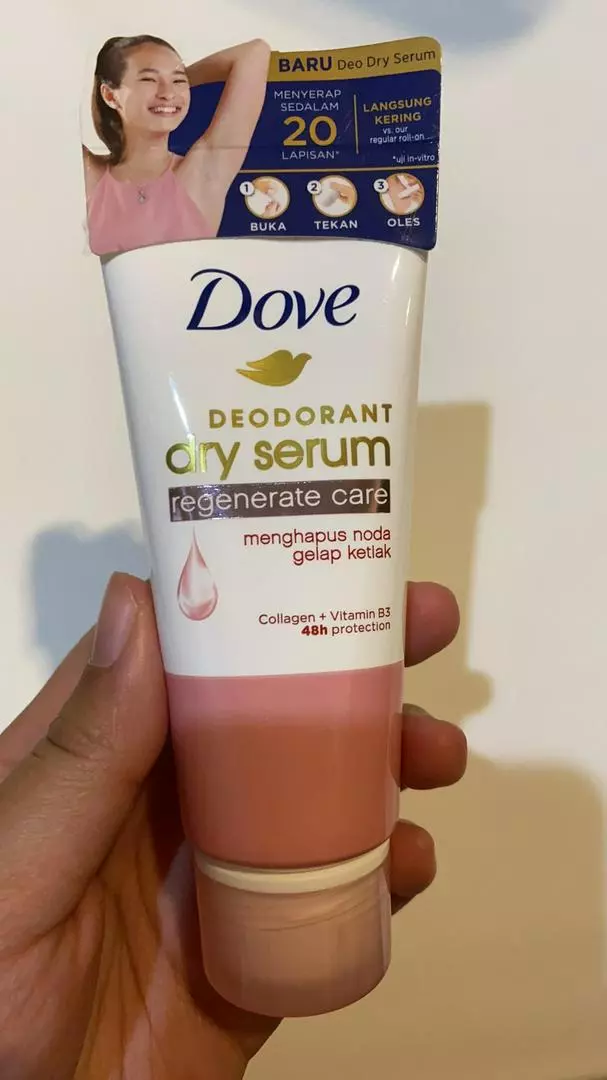 BARU Deo Dry Serum
MENYERAP
SEDALAM
20
LAPISAN*
LANGSUNG
KERING
vs. our
regular roll-on
*uji in-vitro
1 2 3
BUKA TEKAN OLES
Dove
DEODORANT
dry serum
regenerate care
menghapus noda
gelap ketiak
Collagen + Vitamin B3
48h protection